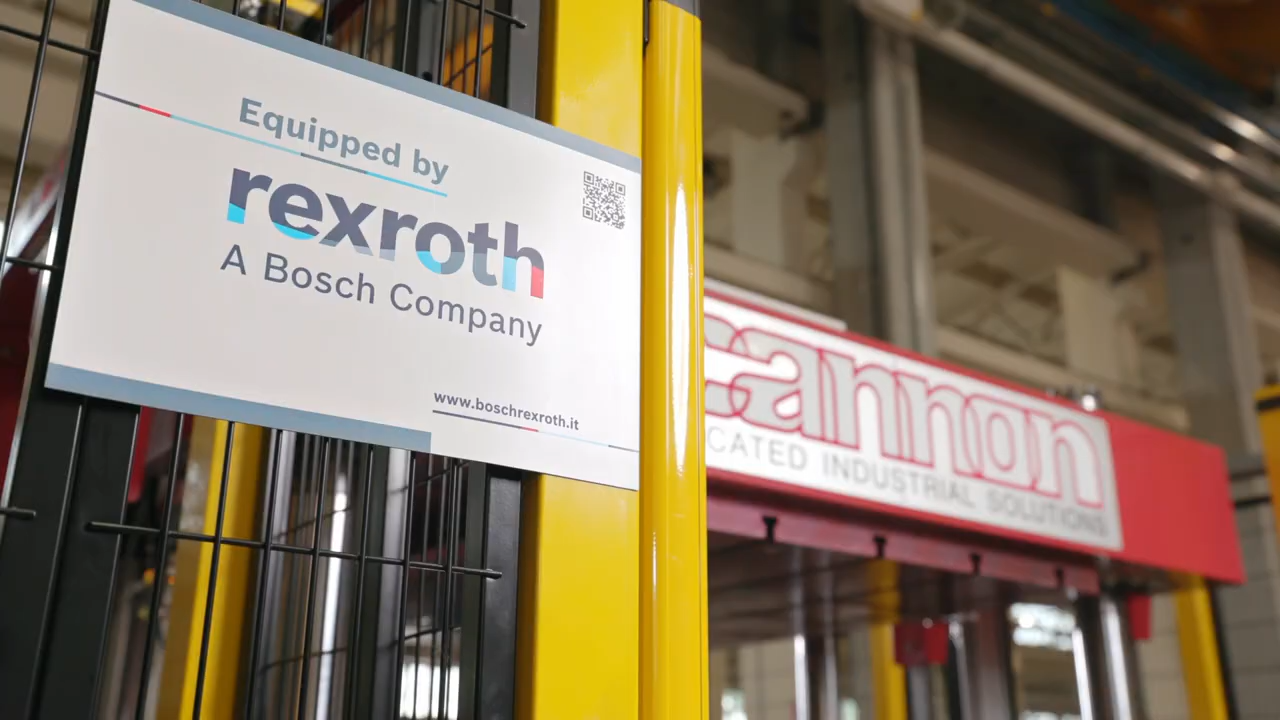 Equipped by
rexroth
A Bosch Company
www.boschrexroth.it
cannon
CATED INDUSTRIAL SOLUTIONS